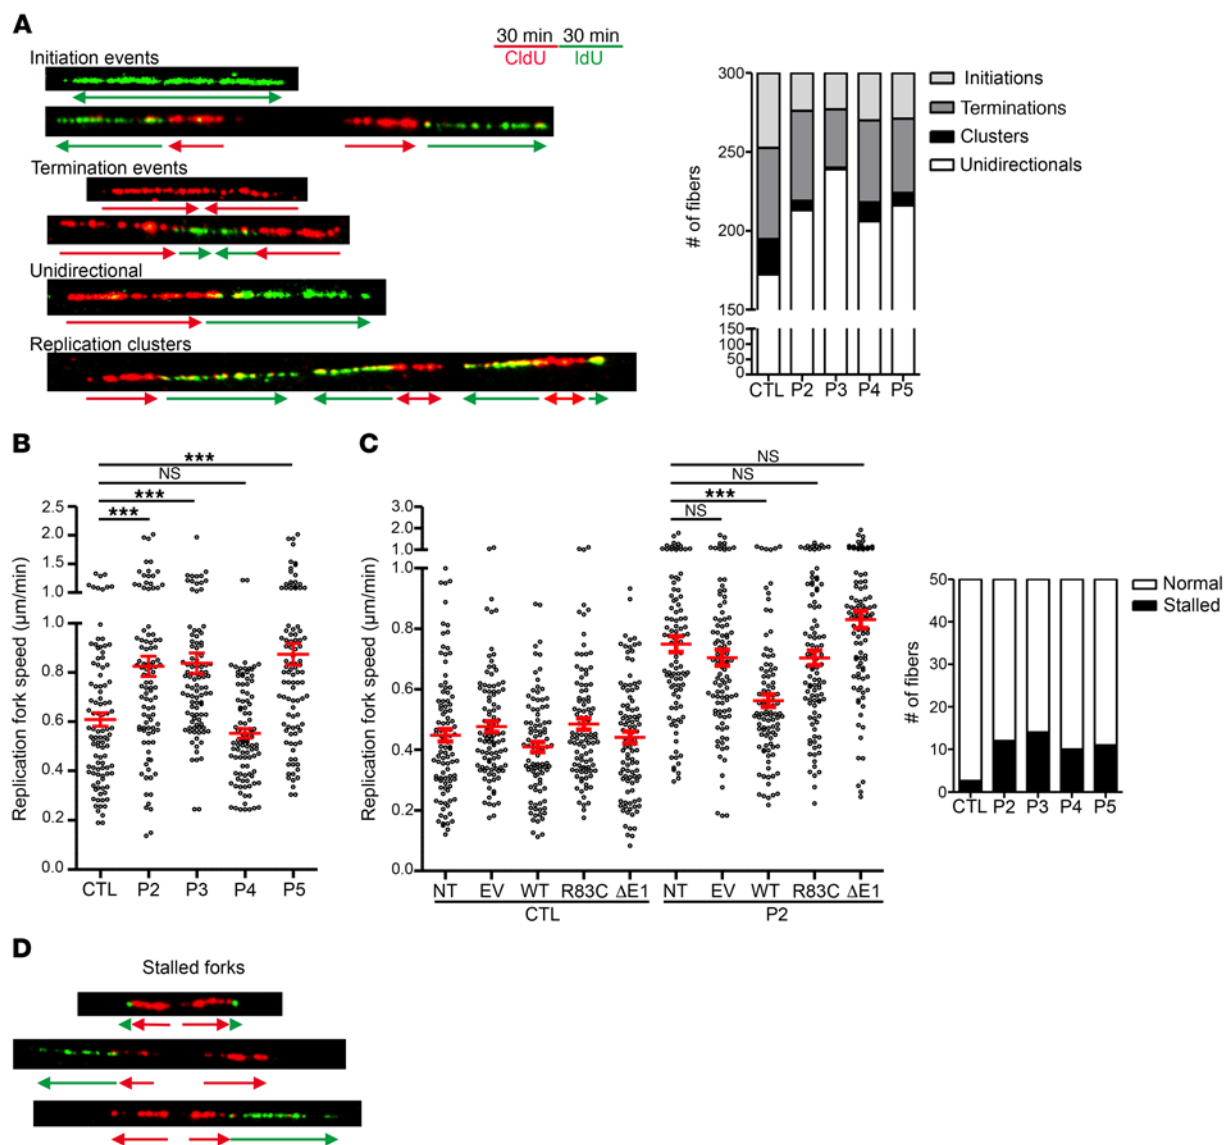 A
30 min 30 min
CldU IdU
Initiation events
Termination events
Unidirectional
Replication clusters
300
250
200
150
150
100
50
0
# of fibers
CTL P2 P3 P4 P5
Initiations
Terminations
Clusters
Unidirectionals
B
***
NS
***
***
2.5
2.0
1.5
1.0
1.0
0.8
0.6
0.4
0.2
0.0
Replication fork speed (µm/min)
CTL P2 P3 P4 P5
C
NS
NS
***
NS
3.0
2.0
1.0
1.0
0.8
0.6
0.4
0.2
0.0
Replication fork speed (µm/min)
NT EV WT R83C ΔE1 NT EV WT R83C ΔE1
CTL P2
50
40
30
20
10
0
# of fibers
CTL P2 P3 P4 P5
Normal
Stalled
D
Stalled forks